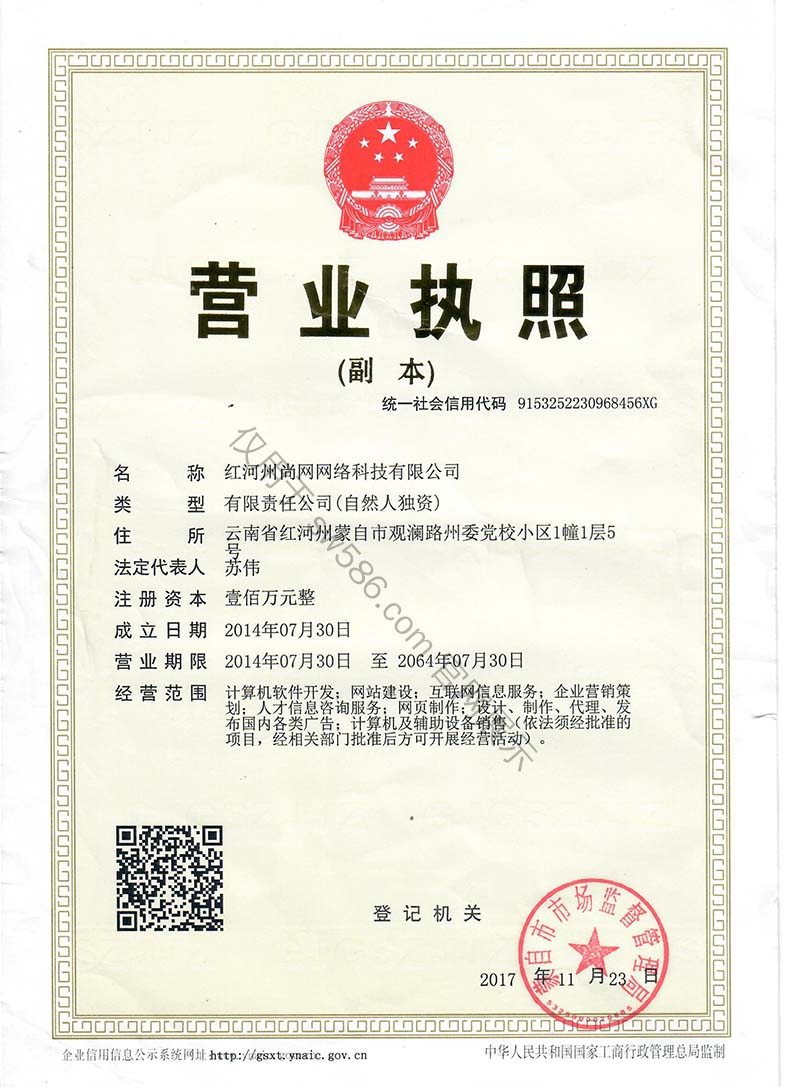 营业执照
(副 本)
统一社会信用代码 9153252230968456XG
名 称 红河州尚网网络科技有限公司
类 型 有限责任公司(自然人独资)
住 所 云南省红河州蒙自市观澜路州委党校小区1幢1层5
号
法定代表人 苏伟
注册资本 壹佰万元整
成立日期 2014年07月30日
营业期限 2014年07月30日 至 2064年07月30日
经营范围 计算机软件开发；网站建设；互联网信息服务；企业营销策
划；人才信息咨询服务；网页制作；设计、制作、代理、发
布国内各类广告；计算机及辅助设备销售（依法须经批准的
项目，经相关部门批准后方可开展经营活动）。
仅用于 sw586.com 官网展示
登记机关
蒙自市市场监督管理局
2017 年 11 月 23 日
企业信用信息公示系统网址：http://gsxt.ynaic.gov.cn
中华人民共和国国家工商行政管理总局监制